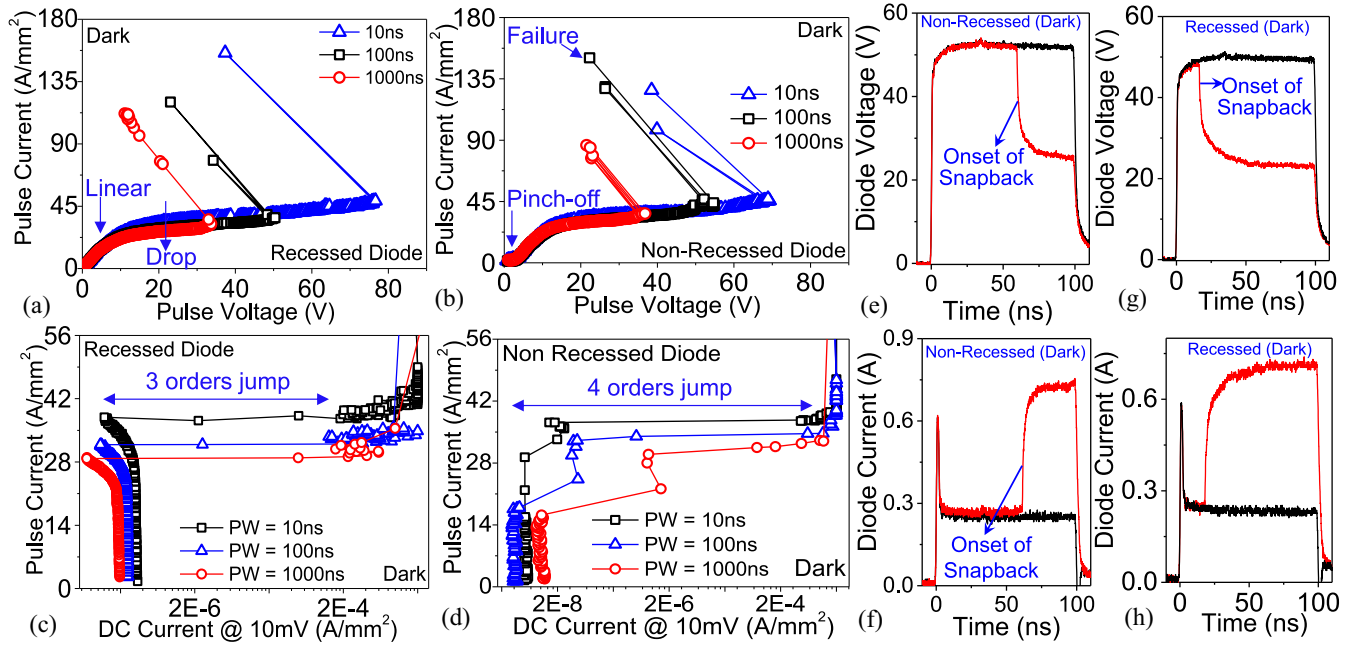 Dark
10ns
100ns
1000ns
Linear
Drop
Recessed Diode
Pulse Current (A/mm²)
180
135
90
45
0
0 20 40 60 80
Pulse Voltage (V)
(a)
Failure
Dark
10ns
100ns
1000ns
Pinch-off
Non-Recessed Diode
Pulse Current (A/mm²)
180
135
90
45
0
0 20 40 60 80
Pulse Voltage (V)
(b)
Non-Recessed (Dark)
Onset of
Snapback
Diode Voltage (V)
60
40
20
0
0 50 100
Time (ns)
(e)
Recessed (Dark)
Onset of
Snapback
Diode Voltage (V)
60
40
20
0
0 50 100
Time (ns)
(g)
Recessed Diode
3 orders jump
PW = 10ns
PW = 100ns
PW = 1000ns
Dark
Pulse Current (A/mm²)
56
42
28
14
0
2E-6 2E-4
DC Current @ 10mV (A/mm²)
(c)
Non Recessed Diode
4 orders jump
PW = 10ns
PW = 100ns
PW = 1000ns
Dark
Pulse Current (A/mm²)
56
42
28
14
0
2E-8 2E-6 2E-4
DC Current @ 10mV (A/mm²)
(d)
Non-Recessed (Dark)
Onset of
Snapback
Diode Current (A)
0.9
0.6
0.3
0.0
0 50 100
Time (ns)
(f)
Recessed (Dark)
Diode Current (A)
0.9
0.6
0.3
0.0
0 50 100
Time (ns)
(h)